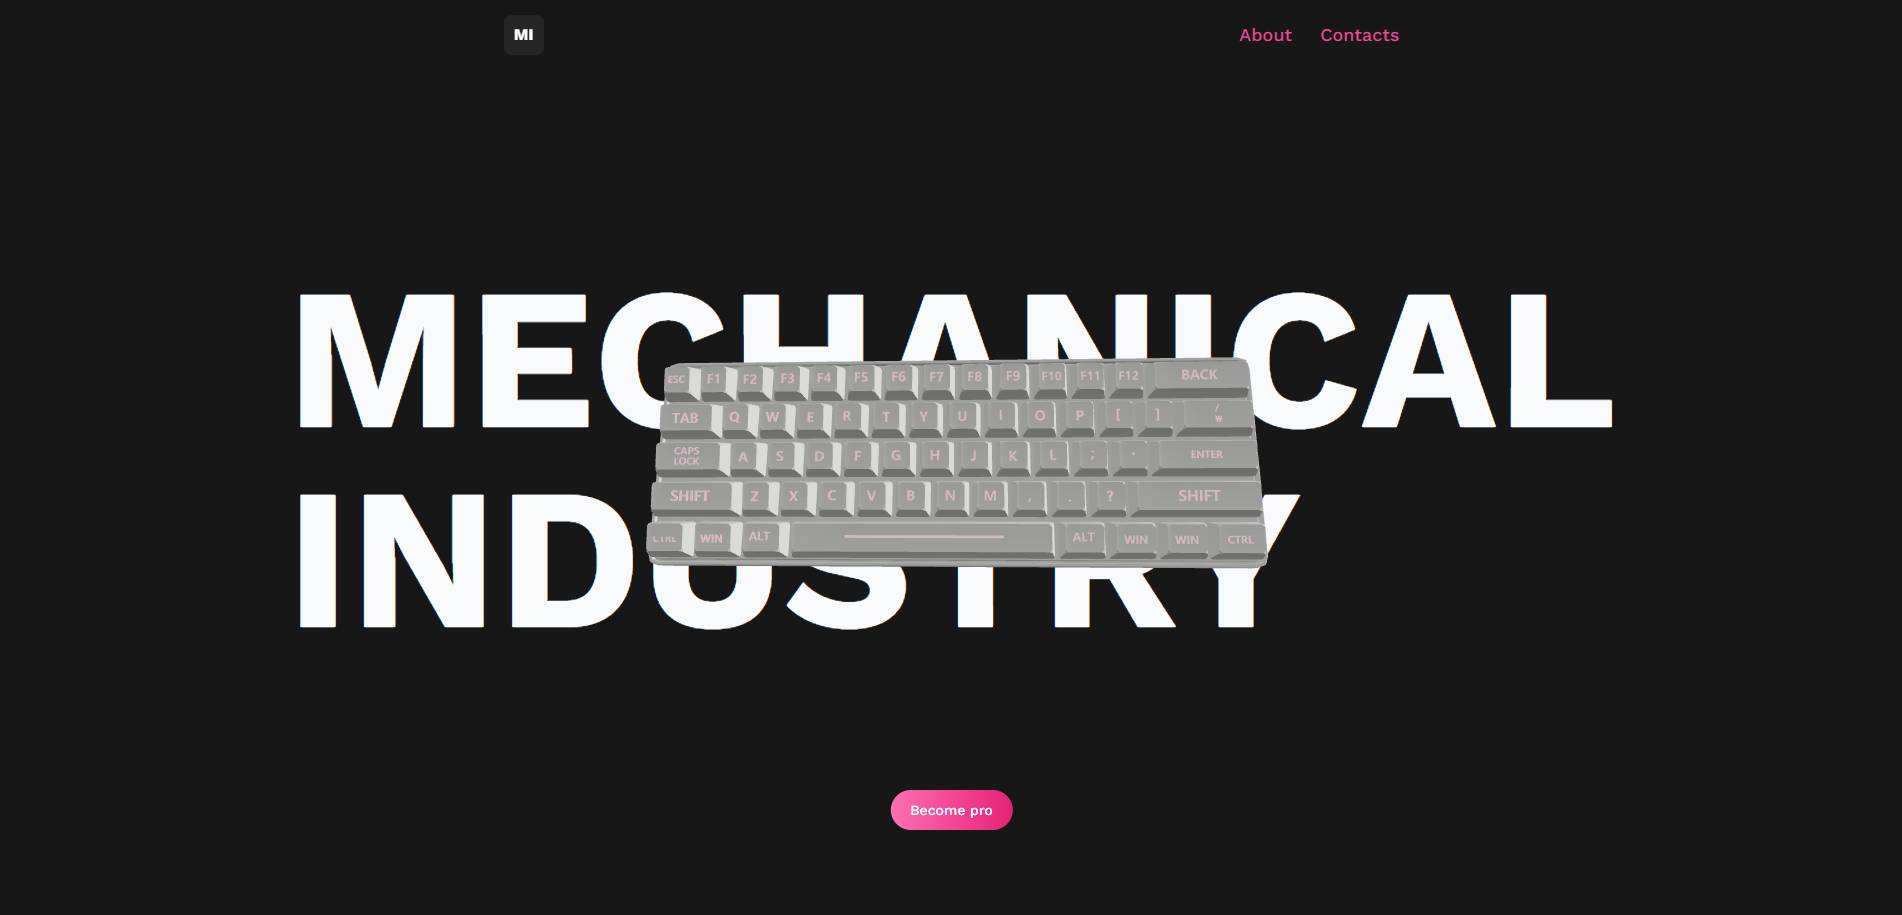 MI
About Contacts
MECHANICAL
ESC F1 F2 F3 F4 F5 F6 F7 F8 F9 F10 F11 F12 BACK
TAB Q W E R T Y U I O P [ ] / W
CAPS LOCK A S D F G H J K L ; ' ENTER
SHIFT Z X C V B N M , . ? SHIFT
CTRL WIN ALT ALT WIN WIN CTRL
INDUSTRY
Become pro